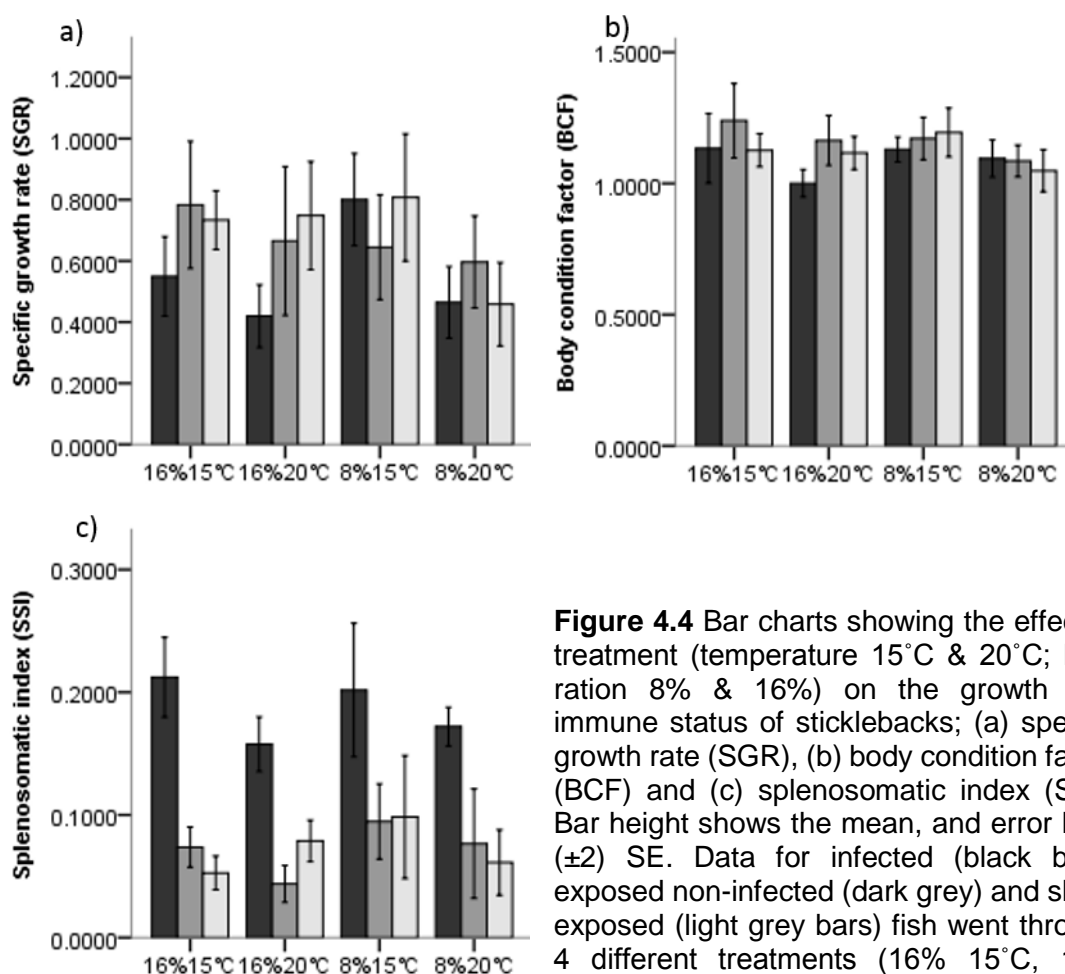 a)
Specific growth rate (SGR)
1.2000
1.0000
0.8000
0.6000
0.4000
0.2000
0.0000
16%15°C 16%20°C 8%15°C 8%20°C
b)
Body condition factor (BCF)
1.5000
1.0000
0.5000
0.0000
16%15°C 16%20°C 8%15°C 8%20°C
c)
Splenosomatic index (SSI)
0.3000
0.2000
0.1000
0.0000
16%15°C 16%20°C 8%15°C 8%20°C
Figure 4.4 Bar charts showing the effec
treatment (temperature 15˚C & 20˚C;
ration 8% & 16%) on the growth
immune status of sticklebacks; (a) spe
growth rate (SGR), (b) body condition fa
(BCF) and (c) splenosomatic index (S
Bar height shows the mean, and error
(±2) SE. Data for infected (black b
exposed non-infected (dark grey) and
exposed (light grey bars) fish went thro
4 different treatments (16% 15˚C,